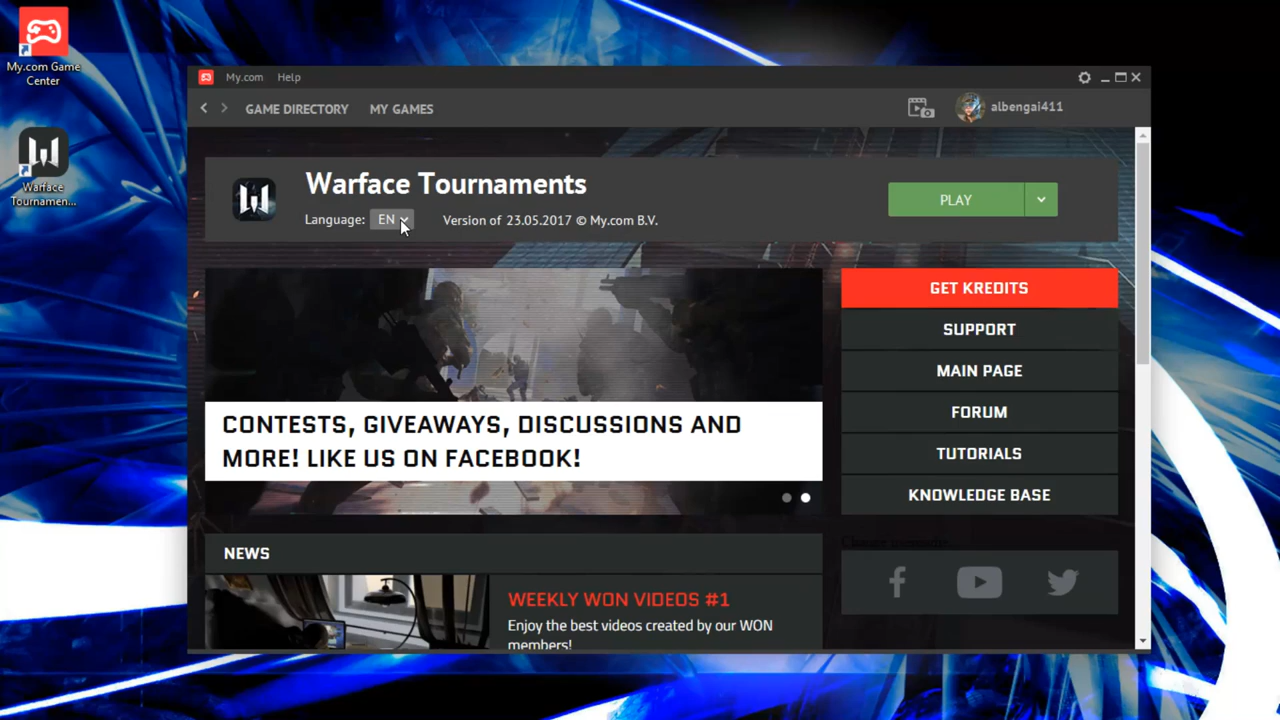 My.com Game
Center
Warface
Tournamen...
My.com Help
GAME DIRECTORY MY GAMES
albengai411
Warface Tournaments
Language: EN
Version of 23.05.2017 © My.com B.V.
PLAY
CONTESTS, GIVEAWAYS, DISCUSSIONS AND
MORE! LIKE US ON FACEBOOK!
GET KREDITS
SUPPORT
MAIN PAGE
FORUM
TUTORIALS
KNOWLEDGE BASE
NEWS
WEEKLY WON VIDEOS #1
Enjoy the best videos created by our WON
members!